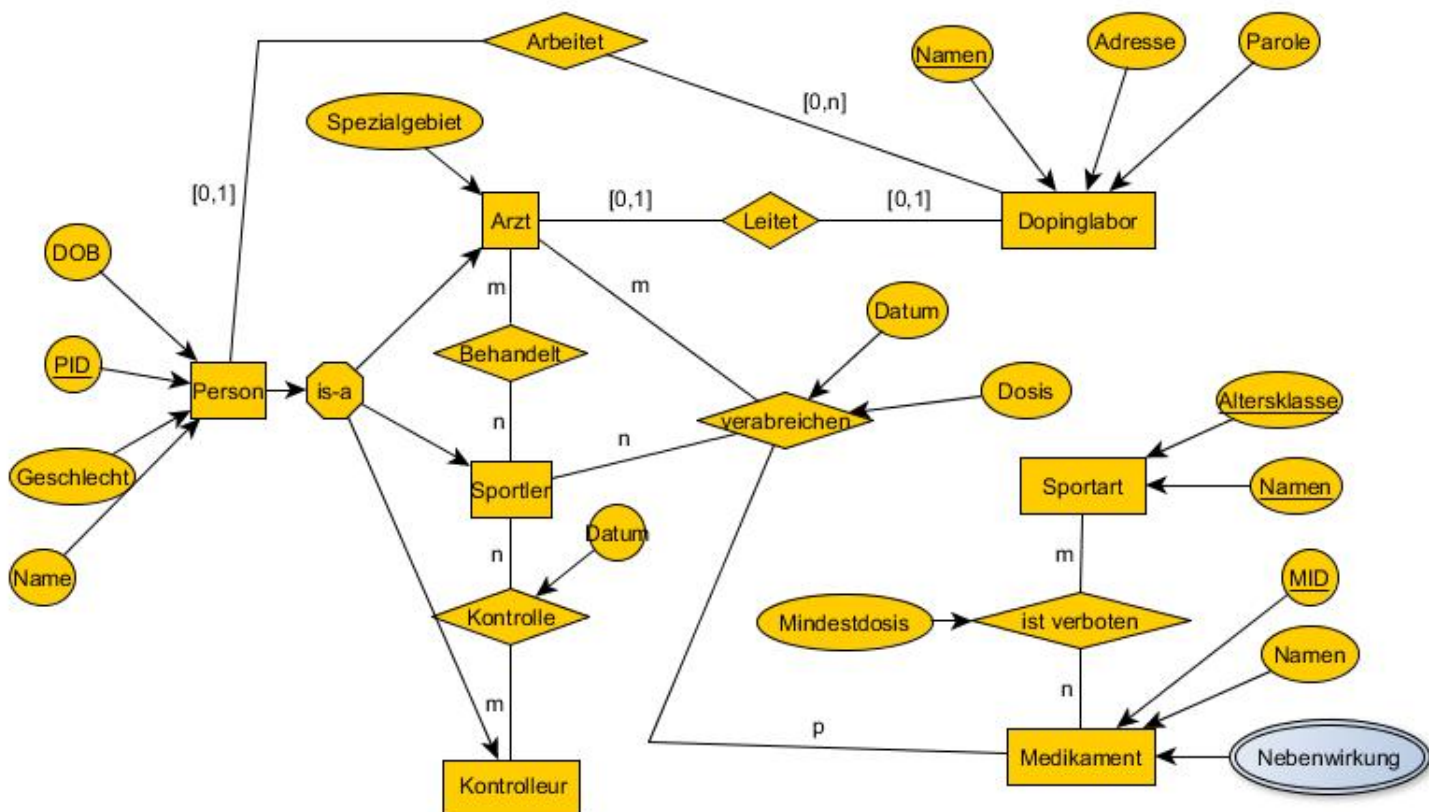 Arbeitet
Namen
Adresse
Parole
[0,n]
Spezialgebiet
[0,1]
Arzt
[0,1]
Leitet
[0,1]
Dopinglabor
DOB
m
m
Datum
PID
Person
is-a
Behandelt
Dosis
verabreichen
Altersklasse
n
n
Geschlecht
Sportler
Sportart
Namen
n
Datum
m
Name
MID
Kontrolle
Mindestdosis
ist verboten
Namen
m
n
p
Kontrolleur
Medikament
Nebenwirkung